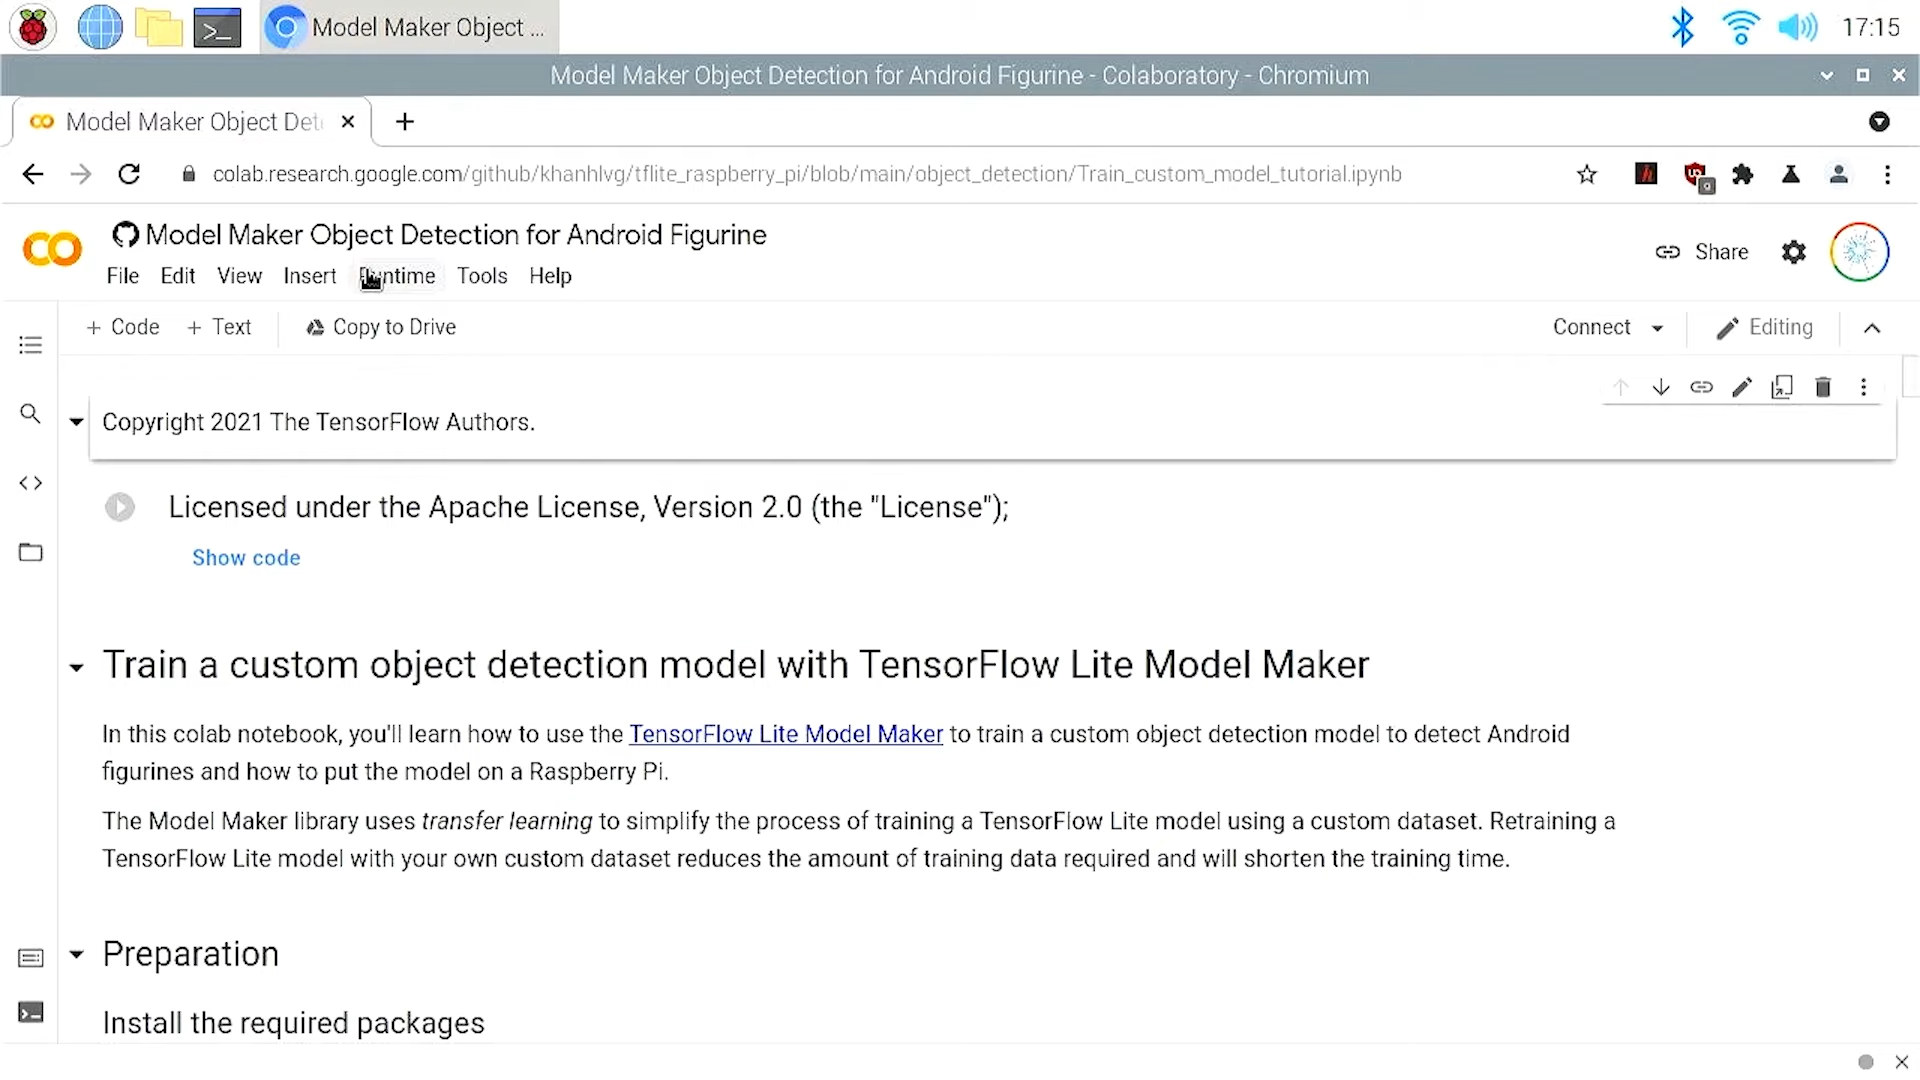 Model Maker Object ...
17:15
Model Maker Object Detection for Android Figurine - Colaboratory - Chromium
Model Maker Object Det
colab.research.google.com/github/khanhlvg/tflite_raspberry_pi/blob/main/object_detection/Train_custom_model_tutorial.ipynb
Model Maker Object Detection for Android Figurine
File Edit View Insert Runtime Tools Help
Share
+ Code + Text Copy to Drive
Connect Editing
Copyright 2021 The TensorFlow Authors.
Licensed under the Apache License, Version 2.0 (the "License");
Show code
Train a custom object detection model with TensorFlow Lite Model Maker
In this colab notebook, you'll learn how to use the TensorFlow Lite Model Maker to train a custom object detection model to detect Android
figurines and how to put the model on a Raspberry Pi.
The Model Maker library uses transfer learning to simplify the process of training a TensorFlow Lite model using a custom dataset. Retraining a
TensorFlow Lite model with your own custom dataset reduces the amount of training data required and will shorten the training time.
Preparation
Install the required packages